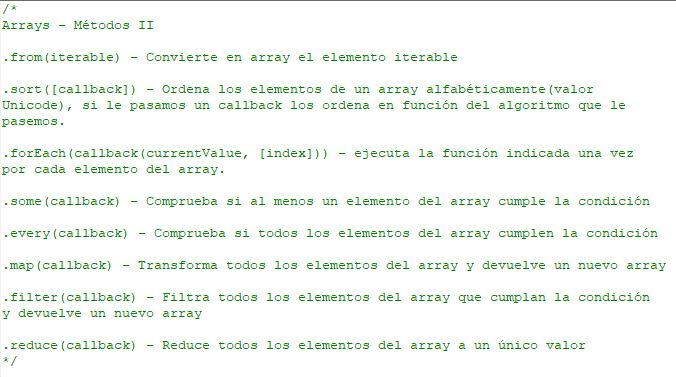 /*
Arrays - Métodos II
.from(iterable) - Convierte en array el elemento iterable
.sort([callback]) - Ordena los elementos de un array alfabéticamente(valor
Unicode), si le pasamos un callback los ordena en función del algoritmo que le
pasemos.
.forEach(callback(currentValue, [index])) - ejecuta la función indicada una vez
por cada elemento del array.
.some(callback) - Comprueba si al menos un elemento del array cumple la condición
.every(callback) - Comprueba si todos los elementos del array cumplen la condición
.map(callback) - Transforma todos los elementos del array y devuelve un nuevo array
.filter(callback) - Filtra todos los elementos del array que cumplan la condición
y devuelve un nuevo array
.reduce(callback) - Reduce todos los elementos del array a un único valor
*/